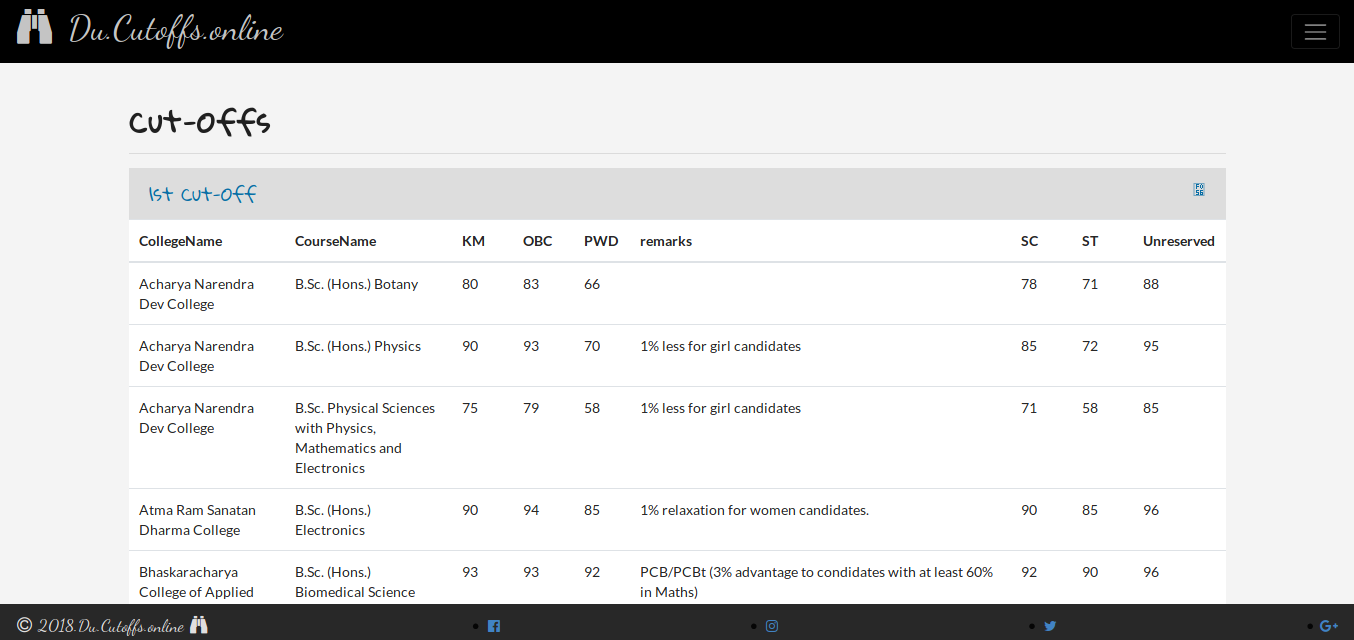 Du.Cutoffs.online
cut-offs
1st cut-off
CollegeName CourseName KM OBC PWD remarks SC ST Unreserved
Acharya Narendra B.Sc. (Hons.) Botany 80 83 66 78 71 88
Dev College
Acharya Narendra B.Sc. (Hons.) Physics 90 93 70 1% less for girl candidates 85 72 95
Dev College
Acharya Narendra B.Sc. Physical Sciences 75 79 58 1% less for girl candidates 71 58 85
Dev College with Physics,
Mathematics and
Electronics
Atma Ram Sanatan B.Sc. (Hons.) 90 94 85 1% relaxation for women candidates. 90 85 96
Dharma College Electronics
Bhaskaracharya B.Sc. (Hons.) 93 93 92 PCB/PCBt (3% advantage to condidates with at least 60% 92 90 96
College of Applied Biomedical Science in Maths)
© 2018.Du.Cutoffs.online